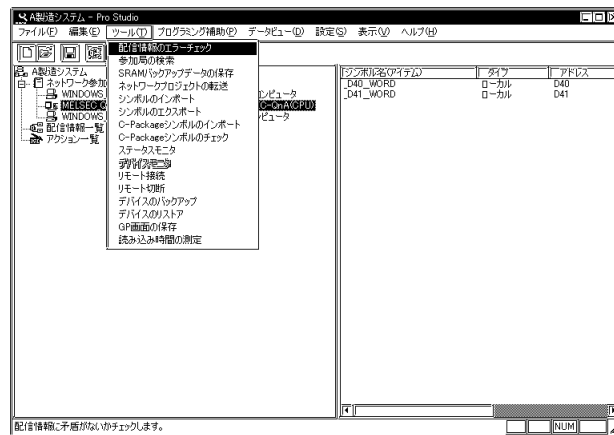 A製造システム - Pro Studio
ファイル(F) 編集(E) ツール(T) プログラミング補助(P) データビュー(D) 設定(S) 表示(V) ヘルプ(H)
配信情報のエラーチェック
参加局の検索
SRAMバックアップデータの保存
ネットワークプロジェクトの転送
シンボルのインポート
シンボルのエクスポート
C-Packageシンボルのインポート
C-Packageシンボルのチェック
ステータスモニタ
デバイスモニタ
リモート接続
リモート切断
デバイスのバックアップ
デバイスのリストア
GP画面の保存
読み込み時間の測定
A製造システム
ネットワーク参加
WINDOWS ンピュータ
MELSEC C-QnA(CPU)
WINDOWS ピュータ
配信情報一覧
アクション一覧
シンボル名(アイテム) タイプ アドレス
_D40_WORD ローカル D40
_D41_WORD ローカル D41
配信情報に矛盾がないかチェックします。 NUM